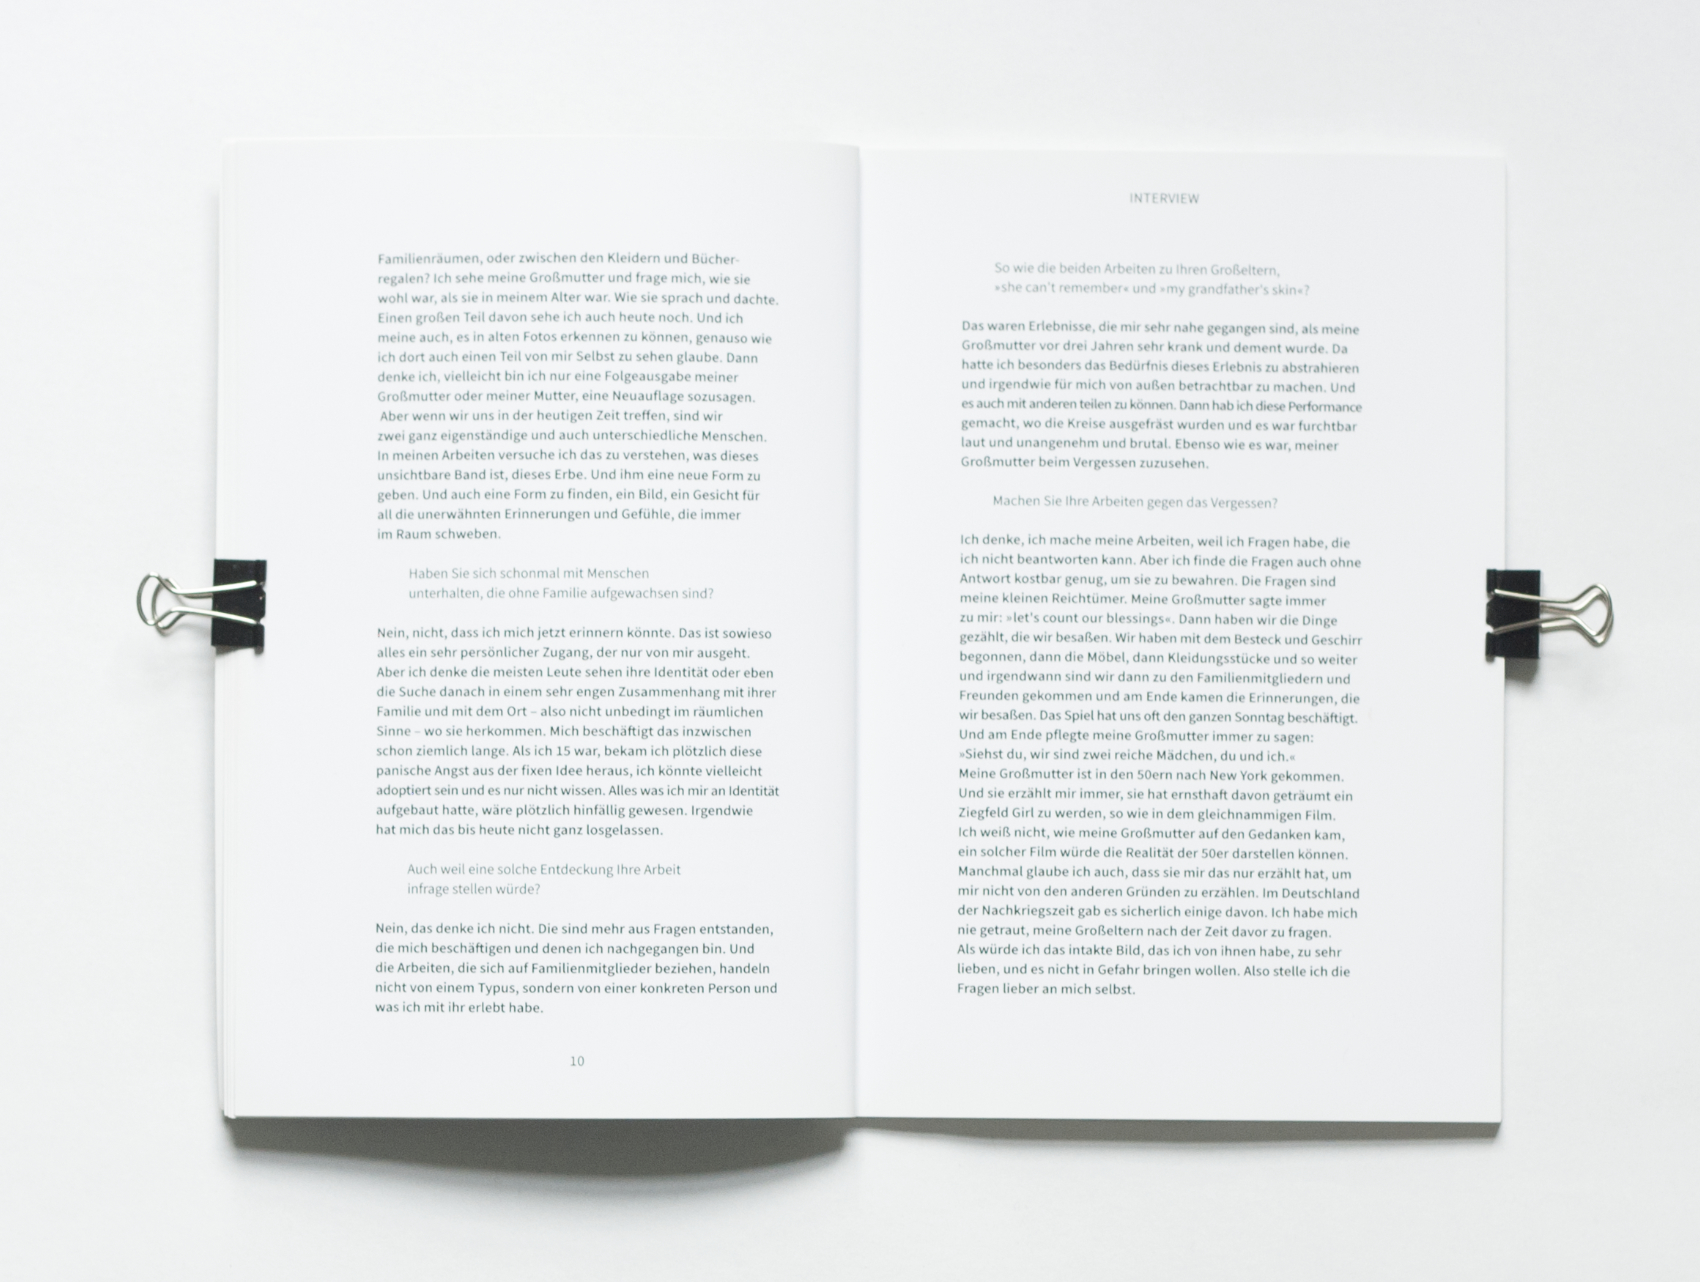 Familienräumen, oder zwischen den Kleidern und Bücher-
regalen? Ich sehe meine Großmutter und frage mich, wie sie
wohl war, als sie in meinem Alter war. Wie sie sprach und dachte.
Einen großen Teil davon sehe ich auch heute noch. Und ich
meine auch, es in alten Fotos erkennen zu können, genauso wie
ich dort auch einen Teil von mir Selbst zu sehen glaube. Dann
denke ich, vielleicht bin ich nur eine Folgeausgabe meiner
Großmutter oder meiner Mutter, eine Neuauflage sozusagen.
Aber wenn wir uns in der heutigen Zeit treffen, sind wir
zwei ganz eigenständige und auch unterschiedliche Menschen.
In meinen Arbeiten versuche ich das zu verstehen, was dieses
unsichtbare Band ist, dieses Erbe. Und ihm eine neue Form zu
geben. Und auch eine Form zu finden, ein Bild, ein Gesicht für
all die unerwähnten Erinnerungen und Gefühle, die immer
im Raum schweben.
Haben Sie sich schonmal mit Menschen
unterhalten, die ohne Familie aufgewachsen sind?
Nein, nicht, dass ich mich jetzt erinnern könnte. Das ist sowieso
alles ein sehr persönlicher Zugang, der nur von mir ausgeht.
Aber ich denke die meisten Leute sehen ihre Identität oder eben
die Suche danach in einem sehr engen Zusammenhang mit ihrer
Familie und mit dem Ort – also nicht unbedingt im räumlichen
Sinne – wo sie herkommen. Mich beschäftigt das inzwischen
schon ziemlich lange. Als ich 15 war, bekam ich plötzlich diese
panische Angst aus der fixen Idee heraus, ich könnte vielleicht
adoptiert sein und es nur nicht wissen. Alles was ich mir an Identität
aufgebaut hatte, wäre plötzlich hinfällig gewesen. Irgendwie
hat mich das bis heute nicht ganz losgelassen.
Auch weil eine solche Entdeckung Ihre Arbeit
infrage stellen würde?
Nein, das denke ich nicht. Die sind mehr aus Fragen entstanden,
die mich beschäftigen und denen ich nachgegangen bin. Und
die Arbeiten, die sich auf Familienmitglieder beziehen, handeln
nicht von einem Typus, sondern von einer konkreten Person und
was ich mit ihr erlebt habe.
10
INTERVIEW
So wie die beiden Arbeiten zu Ihren Großeltern,
»she can't remember« und »my grandfather's skin«?
Das waren Erlebnisse, die mir sehr nahe gegangen sind, als meine
Großmutter vor drei Jahren sehr krank und dement wurde. Da
hatte ich besonders das Bedürfnis dieses Erlebnis zu abstrahieren
und irgendwie für mich von außen betrachtbar zu machen. Und
es auch mit anderen teilen zu können. Dann hab ich diese Performance
gemacht, wo die Kreise ausgefräst wurden und es war furchtbar
laut und unangenehm und brutal. Ebenso wie es war, meiner
Großmutter beim Vergessen zuzusehen.
Machen Sie Ihre Arbeiten gegen das Vergessen?
Ich denke, ich mache meine Arbeiten, weil ich Fragen habe, die
ich nicht beantworten kann. Aber ich finde die Fragen auch ohne
Antwort kostbar genug, um sie zu bewahren. Die Fragen sind
meine kleinen Reichtümer. Meine Großmutter sagte immer
zu mir: »let's count our blessings«. Dann haben wir die Dinge
gezählt, die wir besaßen. Wir haben mit dem Besteck und Geschirr
begonnen, dann die Möbel, dann Kleidungsstücke und so weiter
und irgendwann sind wir dann zu den Familienmitgliedern und
Freunden gekommen und am Ende kamen die Erinnerungen, die
wir besaßen. Das Spiel hat uns oft den ganzen Sonntag beschäftigt.
Und am Ende pflegte meine Großmutter immer zu sagen:
»Siehst du, wir sind zwei reiche Mädchen, du und ich.«
Meine Großmutter ist in den 50ern nach New York gekommen.
Und sie erzählt mir immer, sie hat ernsthaft davon geträumt ein
Ziegfeld Girl zu werden, so wie in dem gleichnamigen Film.
Ich weiß nicht, wie meine Großmutter auf den Gedanken kam,
ein solcher Film würde die Realität der 50er darstellen können.
Manchmal glaube ich auch, dass sie mir das nur erzählt hat, um
mir nicht von den anderen Gründen zu erzählen. Im Deutschland
der Nachkriegszeit gab es sicherlich einige davon. Ich habe mich
nie getraut, meine Großeltern nach der Zeit davor zu fragen.
Als würde ich das intakte Bild, das ich von ihnen habe, zu sehr
lieben, und es nicht in Gefahr bringen wollen. Also stelle ich die
Fragen lieber an mich selbst.